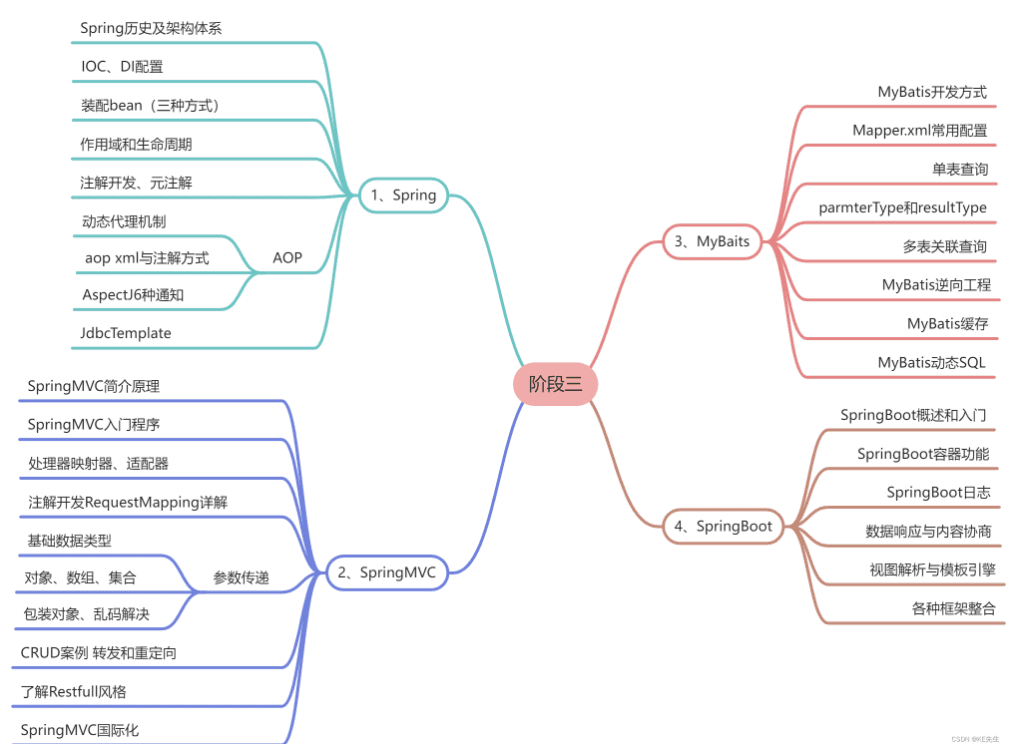 阶段三
1、Spring
Spring历史及架构体系
IOC、DI配置
装配bean（三种方式）
作用域和生命周期
注解开发、元注解
AOP
动态代理机制
aop xml与注解方式
AspectJ6种通知
JdbcTemplate
2、SpringMVC
SpringMVC简介原理
SpringMVC入门程序
处理器映射器、适配器
注解开发RequestMapping详解
参数传递
基础数据类型
对象、数组、集合
包装对象、乱码解决
CRUD案例 转发和重定向
了解Restfull风格
SpringMVC国际化
3、MyBaits
MyBatis开发方式
Mapper.xml常用配置
单表查询
parmterType和resultType
多表关联查询
MyBatis逆向工程
MyBatis缓存
MyBatis动态SQL
4、SpringBoot
SpringBoot概述和入门
SpringBoot容器功能
SpringBoot日志
数据响应与内容协商
视图解析与模板引擎
各种框架整合
CSDN @KE先生